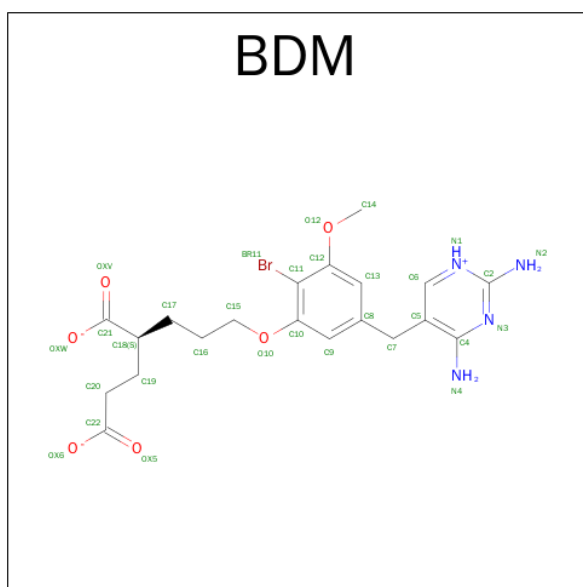 BDM
C14
O12
O
N1
H
N+
N2
NH2
BR11
Br
C11
C12
C13
C6
C2
OXV
O
C17
C15
C8
C5
N
N3
C21
O-
OXW
C18(S)
C16
O
O10
C10
C9
C7
C4
C20
C19
NH2
N4
C22
O-
OX6
O
OX5